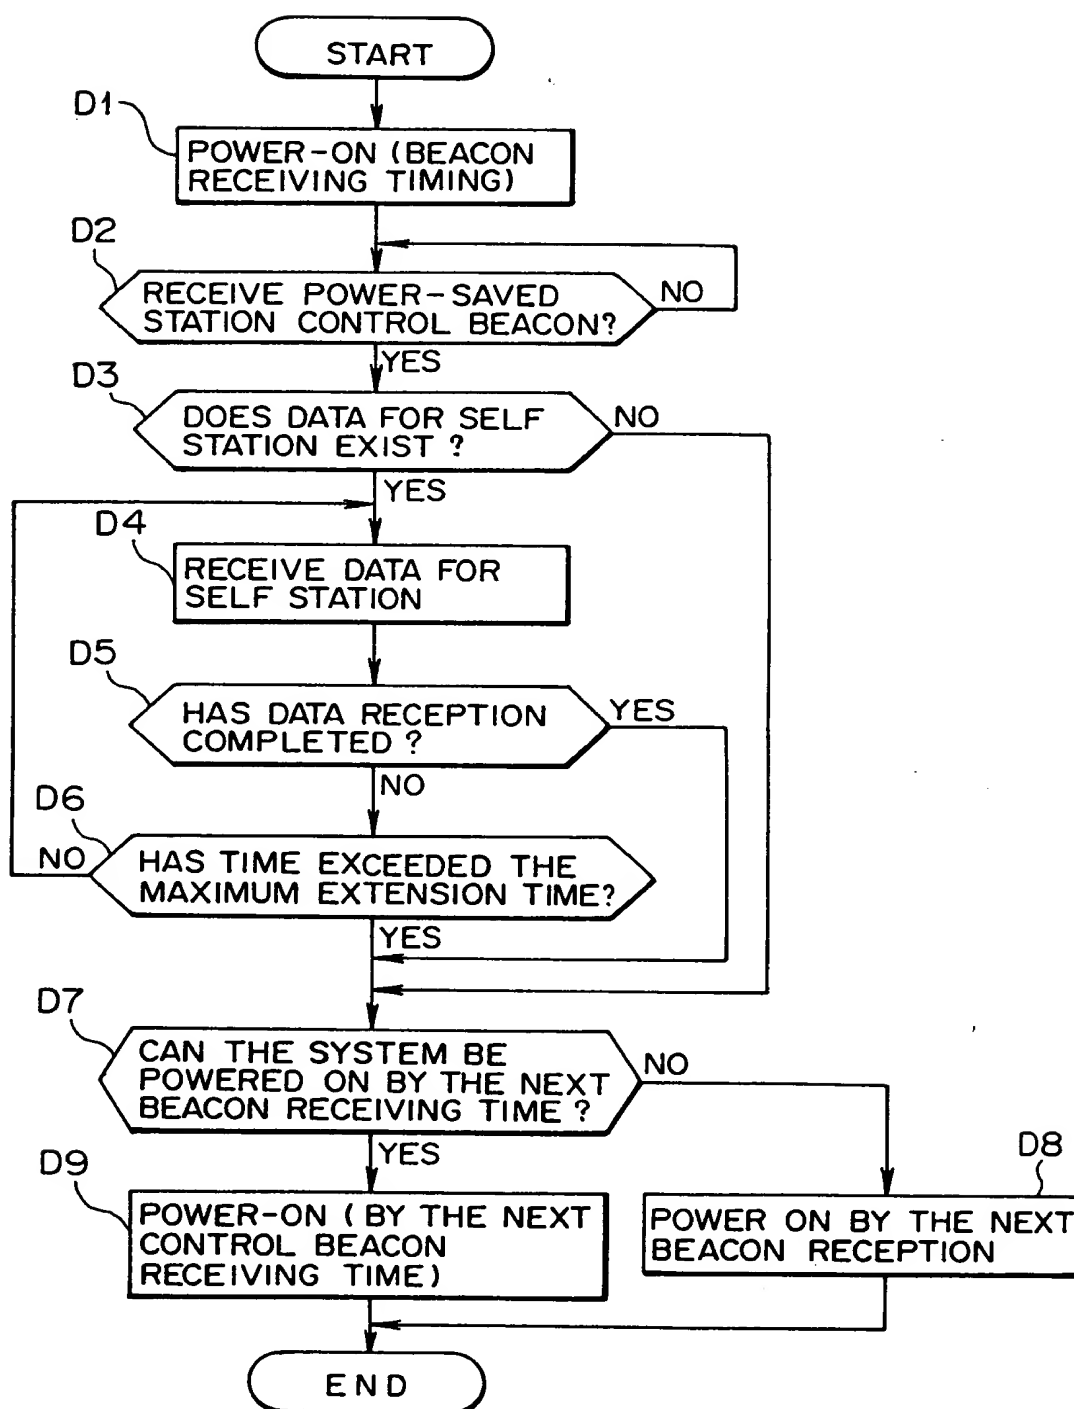 START
D1
POWER-ON (BEACON
RECEIVING TIMING)
D2
RECEIVE POWER-SAVED
STATION CONTROL BEACON?
NO
YES
D3
DOES DATA FOR SELF
STATION EXIST ?
NO
YES
D4
RECEIVE DATA FOR
SELF STATION
D5
HAS DATA RECEPTION
COMPLETED ?
YES
NO
D6
NO
HAS TIME EXCEEDED THE
MAXIMUM EXTENSION TIME?
YES
D7
CAN THE SYSTEM BE
POWERED ON BY THE NEXT
BEACON RECEIVING TIME ?
NO
YES
D9
POWER-ON ( BY THE NEXT
CONTROL BEACON
RECEIVING TIME)
D8
POWER ON BY THE NEXT
BEACON RECEPTION
END